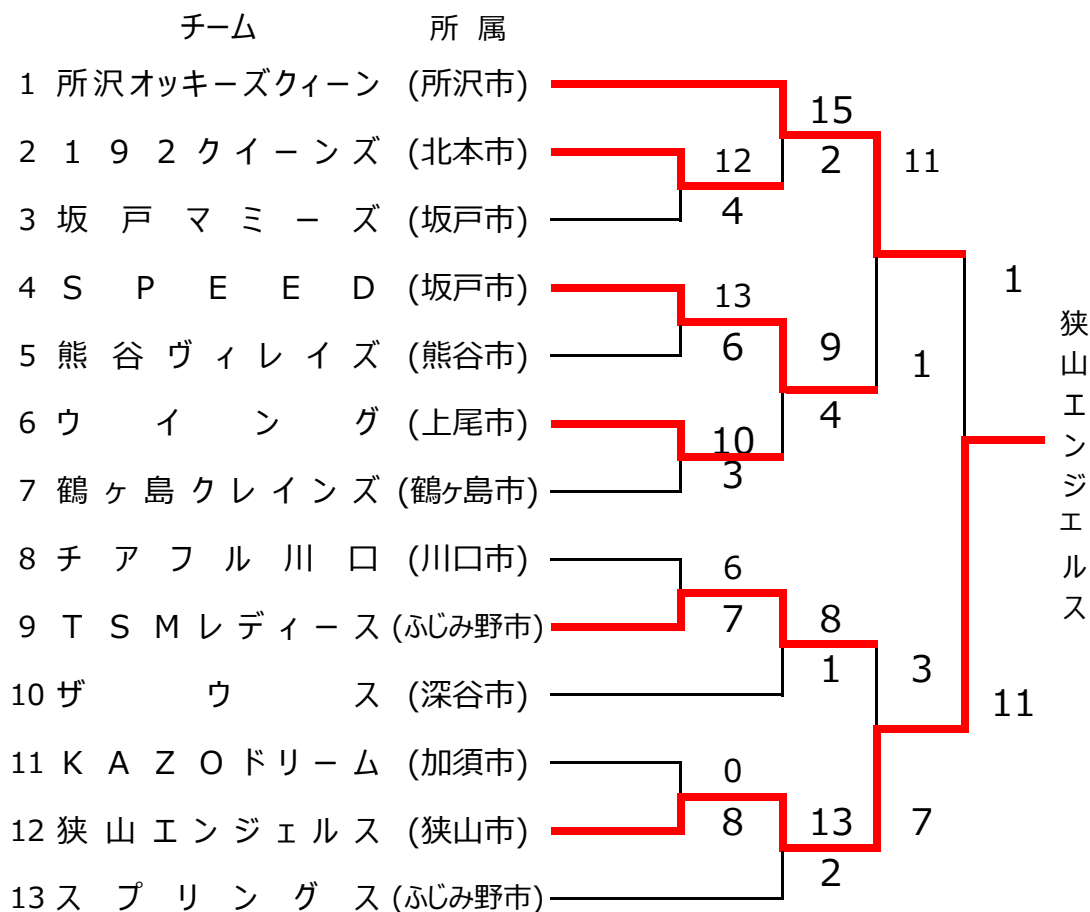 チーム 所属
1 所沢オッキーズクィーン (所沢市)
15
2 192クイーンズ (北本市)
12 2 11
4
3 坂戸マミーズ (坂戸市)
4 SPEED (坂戸市)
13 1
5 熊谷ヴィレイズ (熊谷市)
6 9 1
6 ウイング (上尾市)
4
10
3
7 鶴ヶ島クレインズ (鶴ヶ島市)
狭山エンジェルス
8 チアフル川口 (川口市)
6
9 TSMレディース (ふじみ野市)
7 8
1 3
10 ザウス (深谷市)
11
11 KAZOドリーム (加須市)
0
12 狭山エンジェルス (狭山市)
8 13 7
2
13 スプリングス (ふじみ野市)